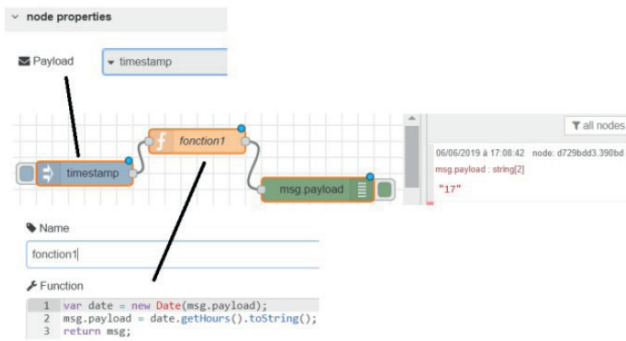 node properties
Payload
timestamp
fonction1
timestamp
msg.payload
all nodes
06/06/2019 à 17:08:42 node: d729bdd3.390bd
msg.payload : string[2]
"17"
Name
fonction1
Function
1 var date = new Date(msg.payload);
2 msg.payload = date.getHours().toString();
3 return msg;